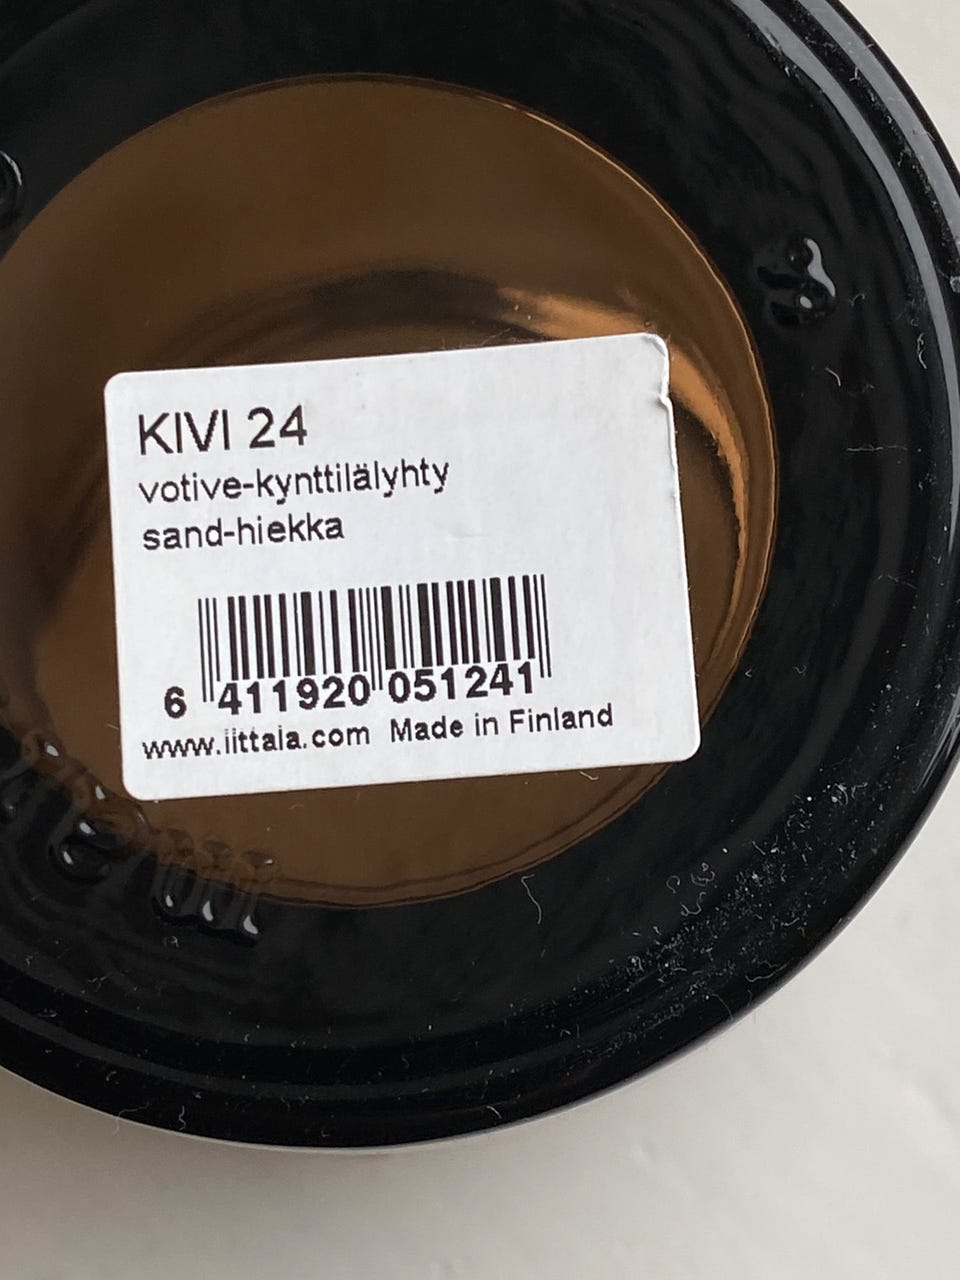 KIVI 24
votive-kynttilälyhty
sand-hiekka
6 411920 051241
www.iittala.com Made in Finland